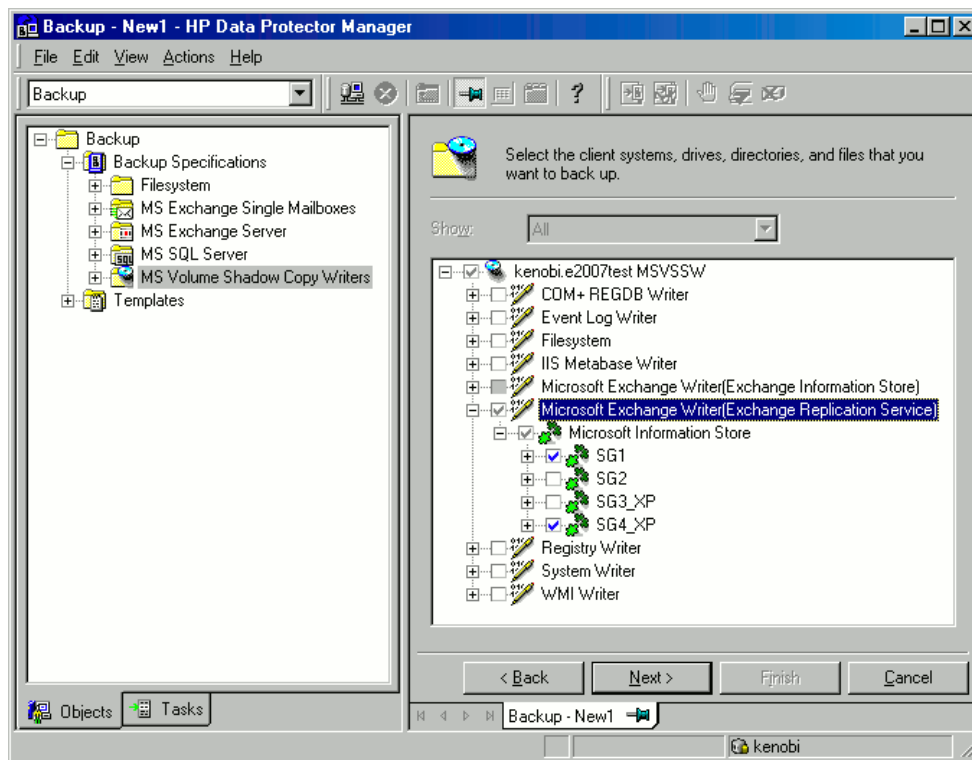 Backup - New1 - HP Data Protector Manager
File Edit View Actions Help
Backup
Backup
Backup Specifications
Filesystem
MS Exchange Single Mailboxes
MS Exchange Server
MS SQL Server
MS Volume Shadow Copy Writers
Templates
Objects
Tasks
Select the client systems, drives, directories, and files that you
want to back up.
Show: All
kenobi.e2007test MSVSSW
COM+ REGDB Writer
Event Log Writer
Filesystem
IIS Metabase Writer
Microsoft Exchange Writer(Exchange Information Store)
Microsoft Exchange Writer(Exchange Replication Service)
Microsoft Information Store
SG1
SG2
SG3_XP
SG4_XP
Registry Writer
System Writer
WMI Writer
< Back Next > Finish Cancel
Backup - New1
kenobi